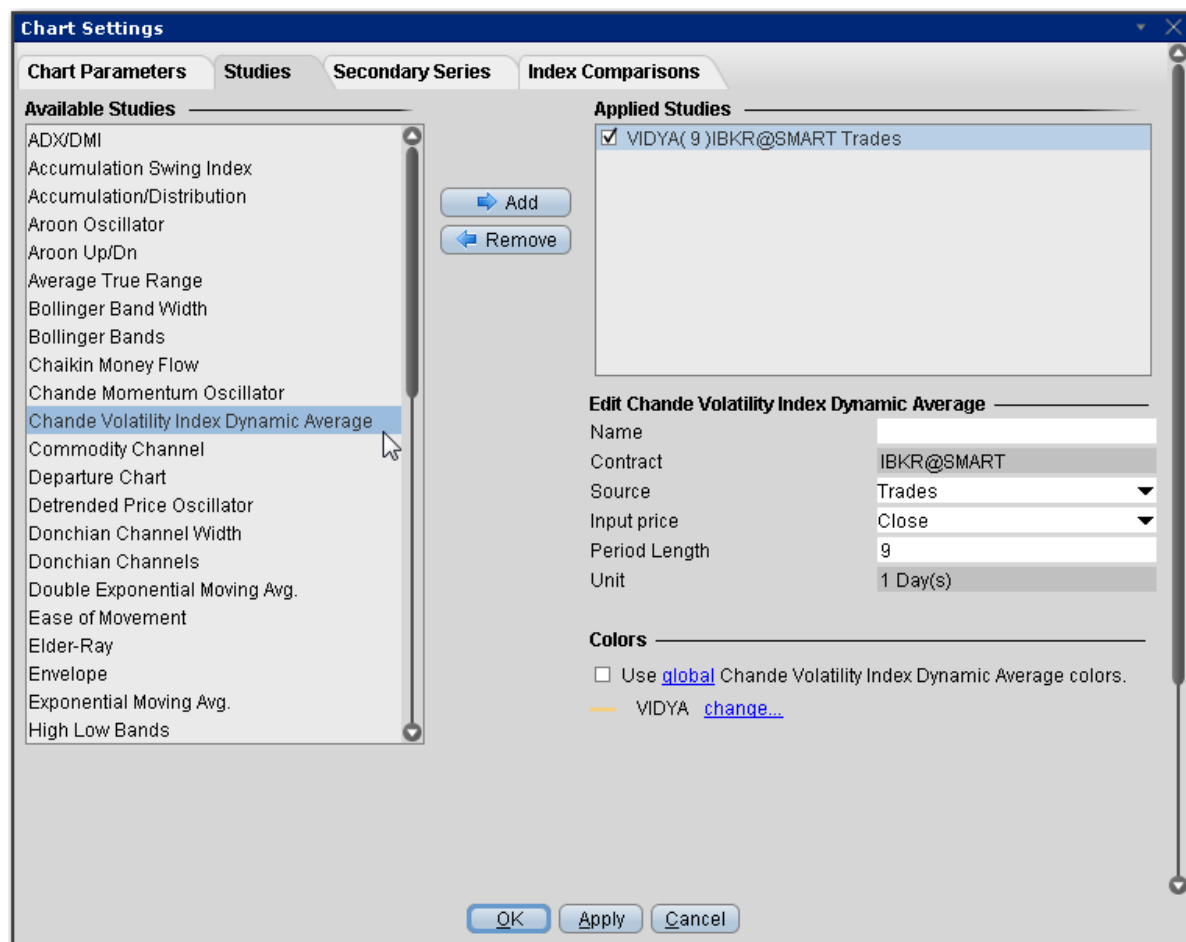 Chart Settings
Chart Parameters
Studies
Secondary Series
Index Comparisons
Available Studies
ADX/DMI
Accumulation Swing Index
Accumulation/Distribution
Aroon Oscillator
Aroon Up/Dn
Average True Range
Bollinger Band Width
Bollinger Bands
Chaikin Money Flow
Chande Momentum Oscillator
Chande Volatility Index Dynamic Average
Commodity Channel
Departure Chart
Detrended Price Oscillator
Donchian Channel Width
Donchian Channels
Double Exponential Moving Avg.
Ease of Movement
Elder-Ray
Envelope
Exponential Moving Avg.
High Low Bands
Add
Remove
Applied Studies
VIDYA( 9 )IBKR@SMART Trades
Edit Chande Volatility Index Dynamic Average
Name
Contract IBKR@SMART
Source Trades
Input price Close
Period Length 9
Unit 1 Day(s)
Colors
Use global Chande Volatility Index Dynamic Average colors.
VIDYA change...
OK
Apply
Cancel